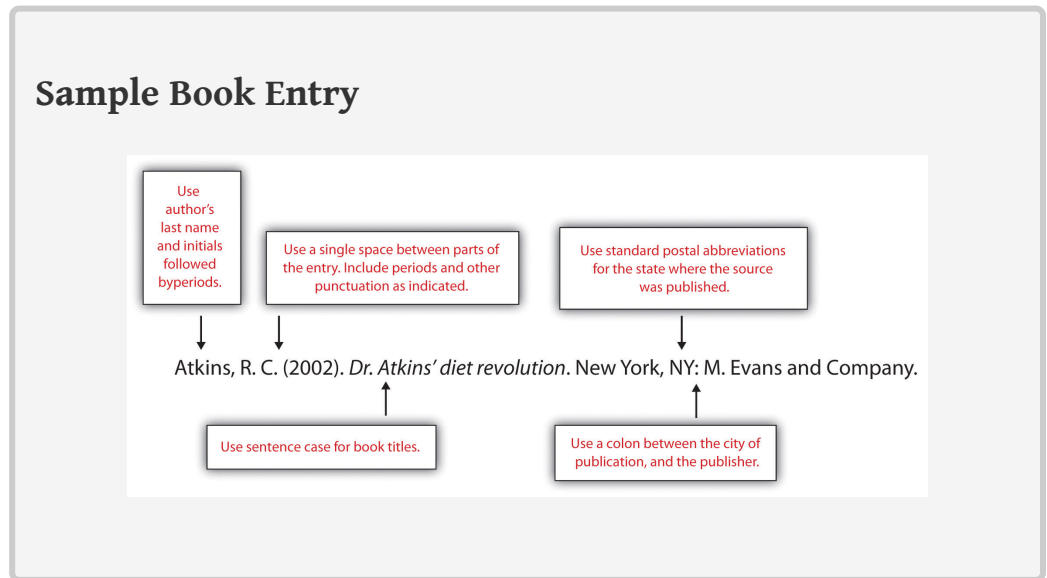 Sample Book Entry
Use
author's
last name
and initials
followed
byperiods.
Use a single space between parts of
the entry. Include periods and other
punctuation as indicated.
Use standard postal abbreviations
for the state where the source
was published.
Atkins, R. C. (2002). Dr. Atkins' diet revolution. New York, NY: M. Evans and Company.
Use sentence case for book titles.
Use a colon between the city of
publication, and the publisher.